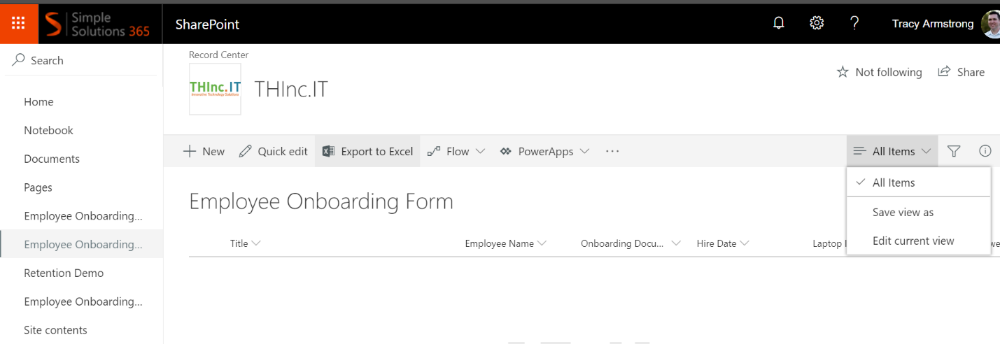 Simple
Solutions 365
SharePoint
Tracy Armstrong
Search
Home
Notebook
Documents
Pages
Employee Onboarding...
Employee Onboarding...
Retention Demo
Employee Onboarding...
Site contents
Record Center
THInc.IT
Innovative Technology Solutions
THInc.IT
Not following
Share
New
Quick edit
Export to Excel
Flow
PowerApps
...
All Items
All Items
Save view as
Edit current view
Employee Onboarding Form
Title
Employee Name
Onboarding Docu...
Hire Date
Laptop